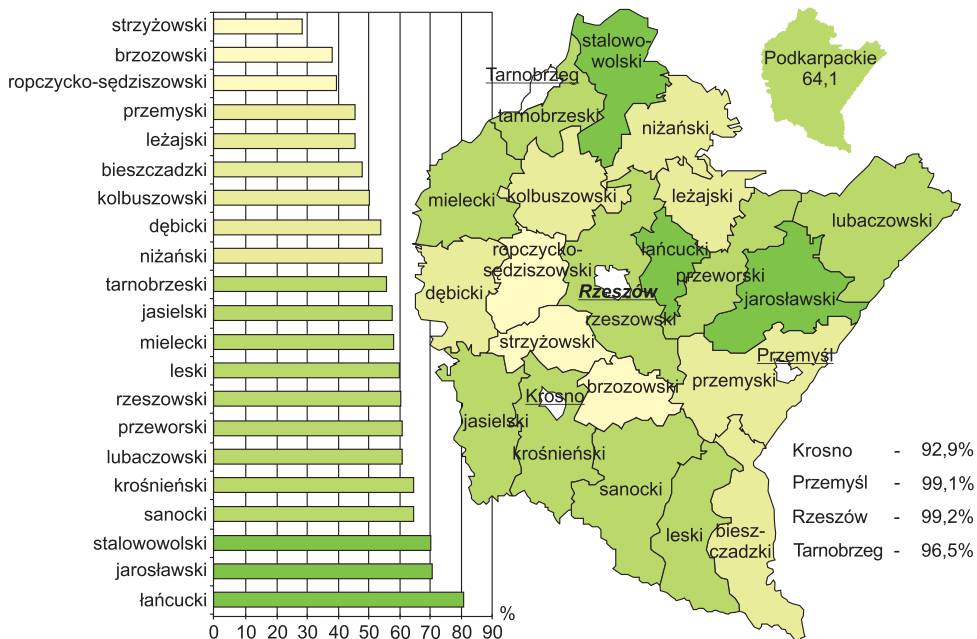 strzyżowski
brzozowski
ropczycko-sędziszowski
przemyski
leżajski
bieszczadzki
kolbuszowski
dębicki
niżański
tarnobrzeski
jasielski
mielecki
leski
rzeszowski
przeworski
lubaczowski
krośnieński
sanocki
stalowowolski
jarosławski
łańcucki
0 10 20 30 40 50 60 70 80 90
%
stalowo-
wolski
Tarnobrzeg
tarnobrzeski
niżański
mielecki
kolbuszowski
leżajski
lubaczowski
ropczycko-
sędziszowski
łańcucki
przeworski
dębicki
Rzeszów
jarosławski
rzeszowski
strzyżowski
Przemyśl
przemyski
brzozowski
Krosno
jasielski
krośnieński
sanocki
leski
biesz-
czadzki
Podkarpackie
64,1
Krosno - 92,9%
Przemyśl - 99,1%
Rzeszów - 99,2%
Tarnobrzeg - 96,5%